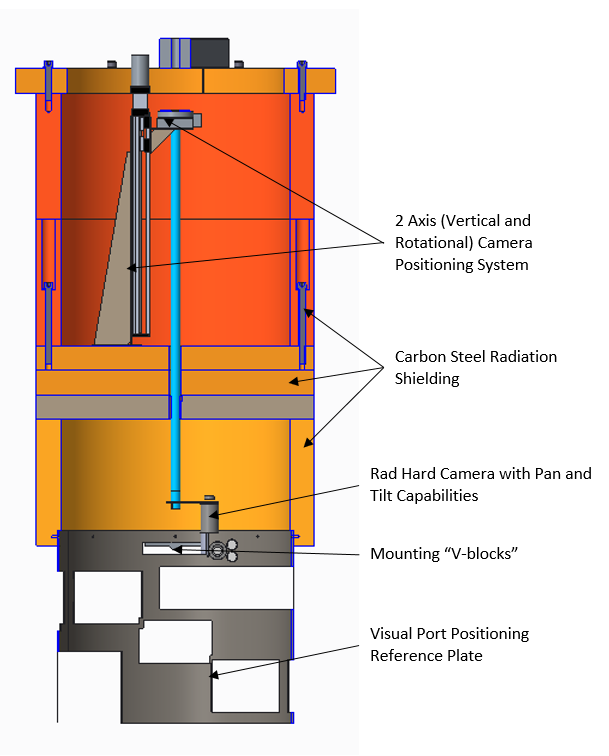 2 Axis (Vertical and
Rotational) Camera
Positioning System
Carbon Steel Radiation
Shielding
Rad Hard Camera with Pan and
Tilt Capabilities
Mounting “V-blocks”
Visual Port Positioning
Reference Plate